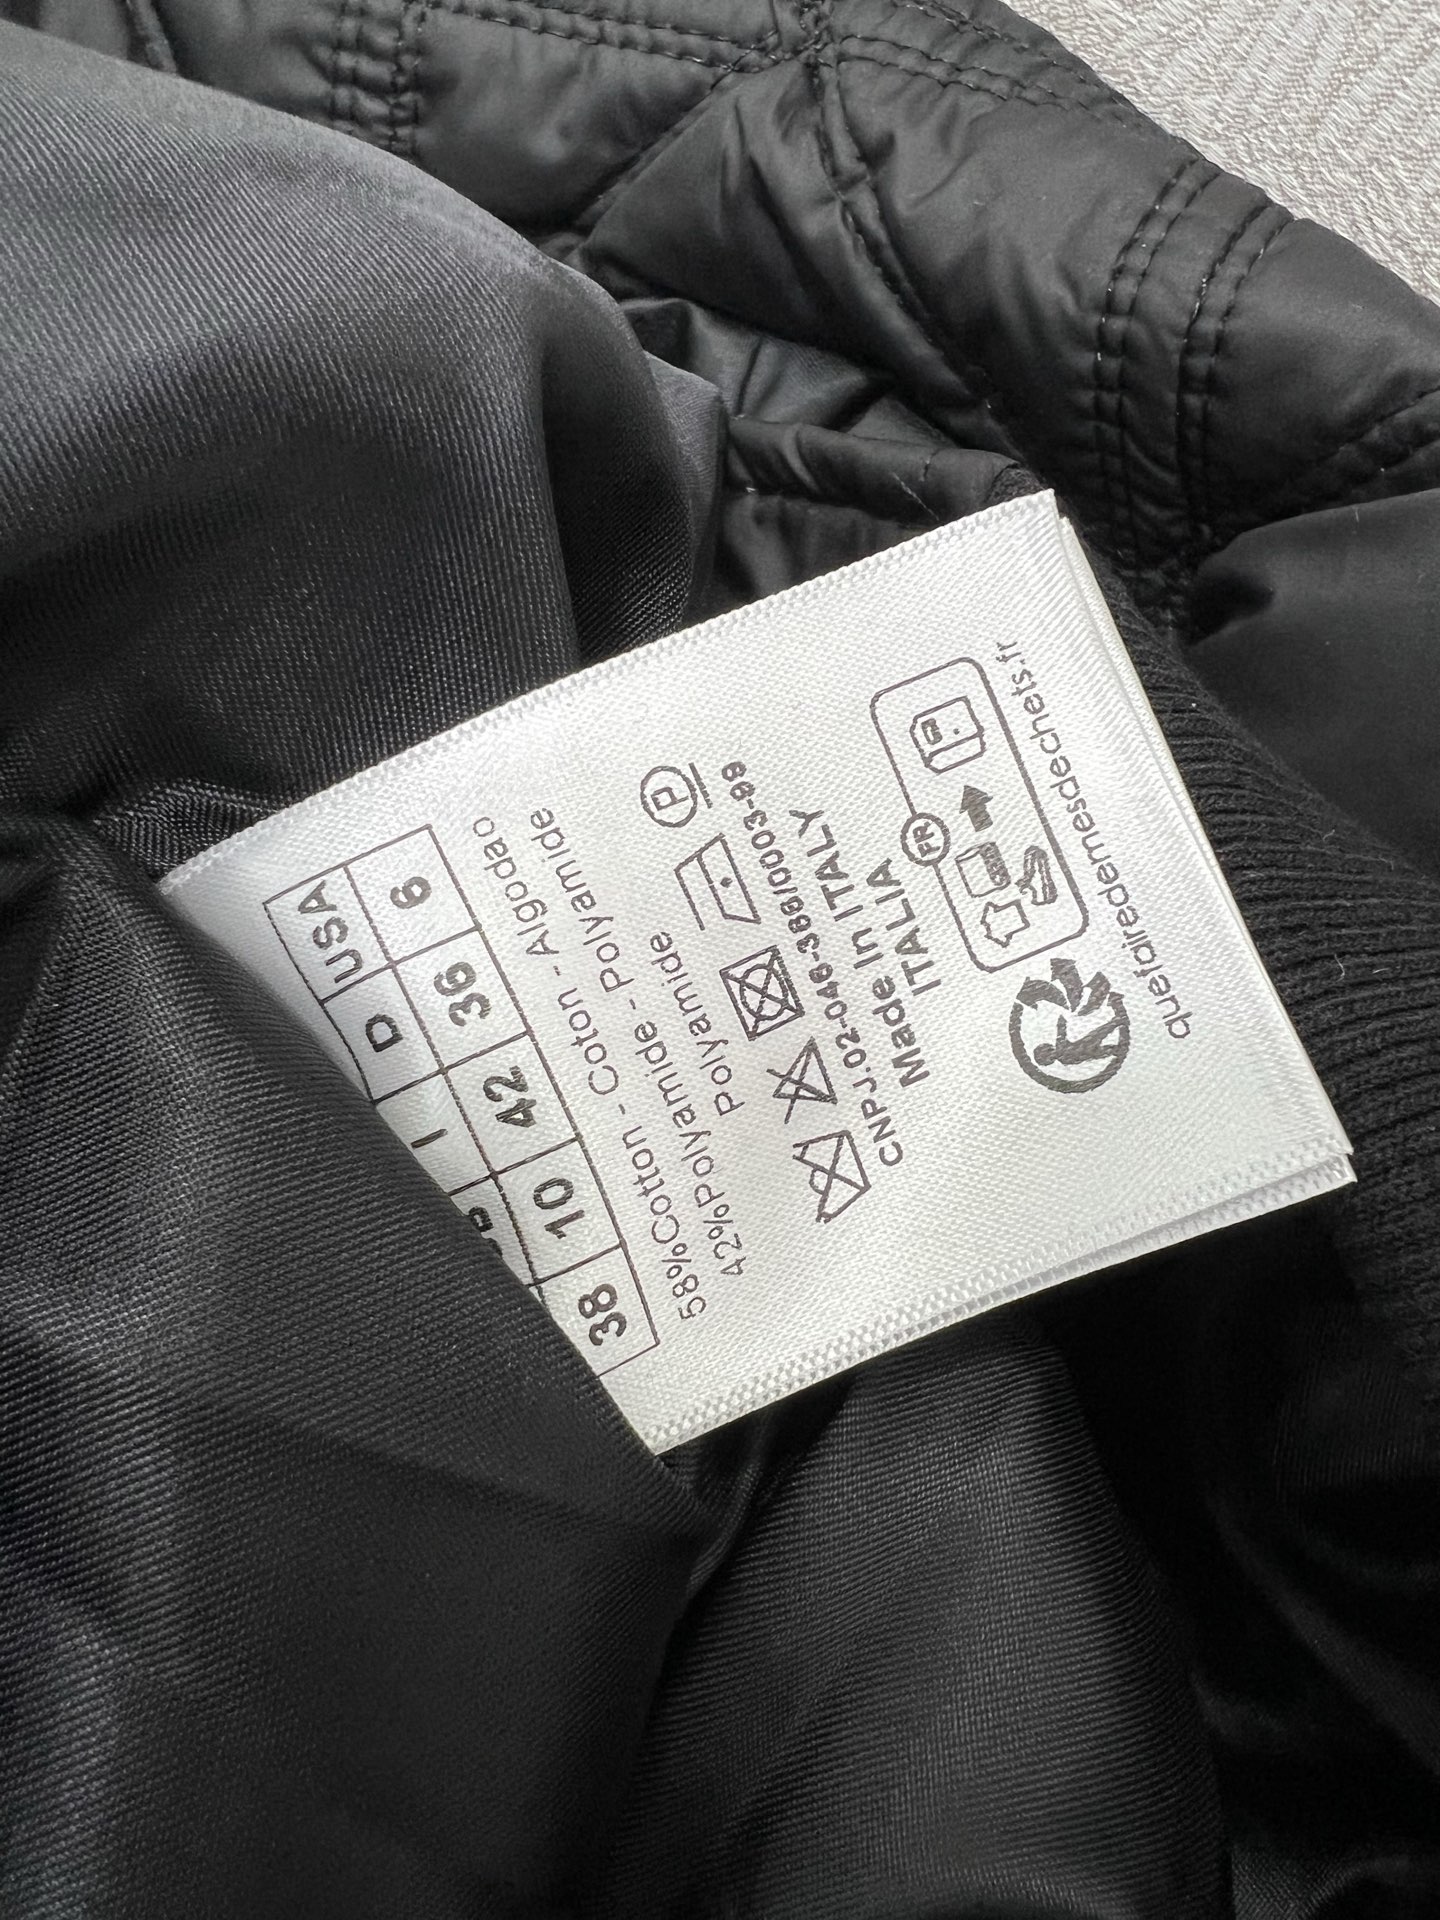 I D USA
38 10 42 36 6
58%Cotton - Coton - Algodao
42%Polyamide - Polyamide
Polyamide
P
CNPJ.02-046-366/0003-99
Made In ITALY
ITALIA
FR
quefairedemesdechets.fr